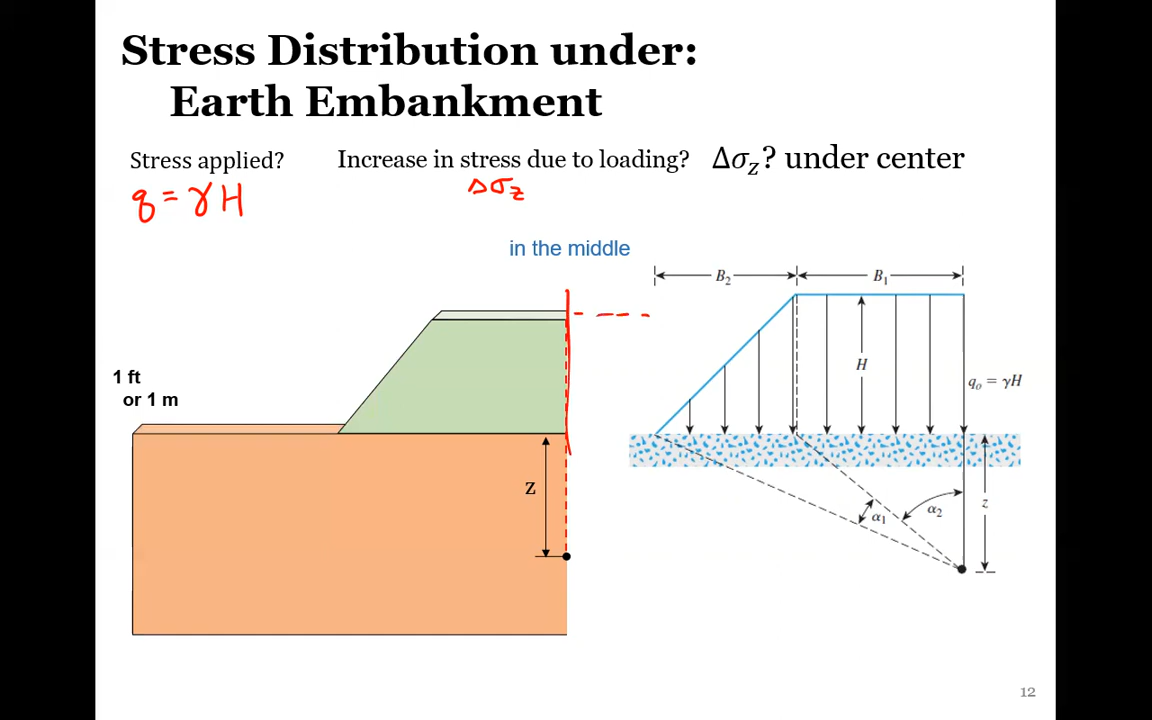 Stress Distribution under:
Earth Embankment
Stress applied?
Increase in stress due to loading?
Δσz? under center
q = γH
Δσz
in the middle
B2
B1
H
qo = γH
1 ft
or 1 m
z
α1
α2
z
12